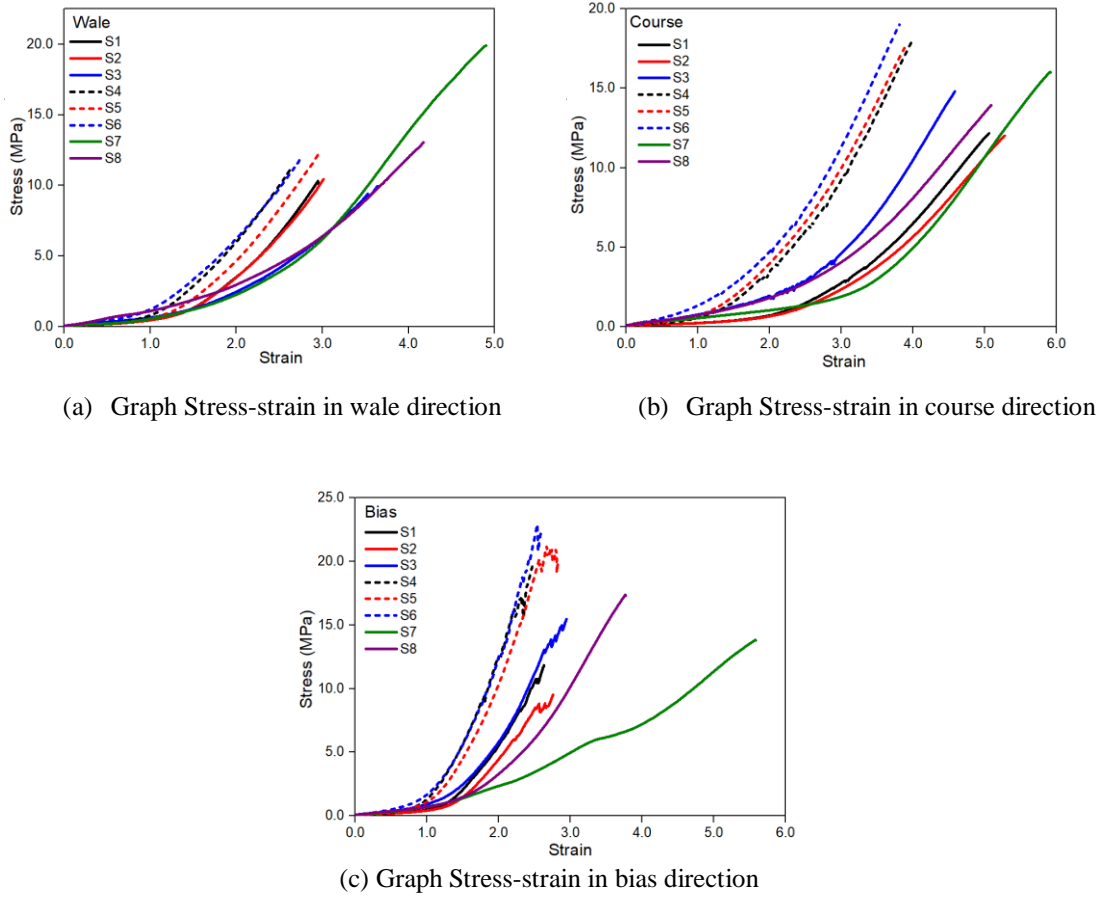 Wale
S1
S2
S3
S4
S5
S6
S7
S8
20.0
15.0
10.0
5.0
0.0
Stress (MPa)
0.0 1.0 2.0 3.0 4.0 5.0
Strain
(a) Graph Stress-strain in wale direction
Course
S1
S2
S3
S4
S5
S6
S7
S8
20.0
15.0
10.0
5.0
0.0
Stress (MPa)
0.0 1.0 2.0 3.0 4.0 5.0 6.0
Strain
(b) Graph Stress-strain in course direction
Bias
S1
S2
S3
S4
S5
S6
S7
S8
25.0
20.0
15.0
10.0
5.0
0.0
Stress (MPa)
0.0 1.0 2.0 3.0 4.0 5.0 6.0
Strain
(c) Graph Stress-strain in bias direction